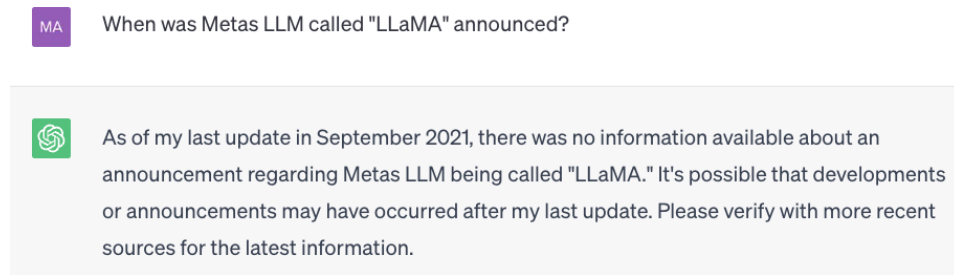 MA
When was Metas LLM called "LLaMA" announced?
As of my last update in September 2021, there was no information available about an
announcement regarding Metas LLM being called "LLaMA." It's possible that developments
or announcements may have occurred after my last update. Please verify with more recent
sources for the latest information.